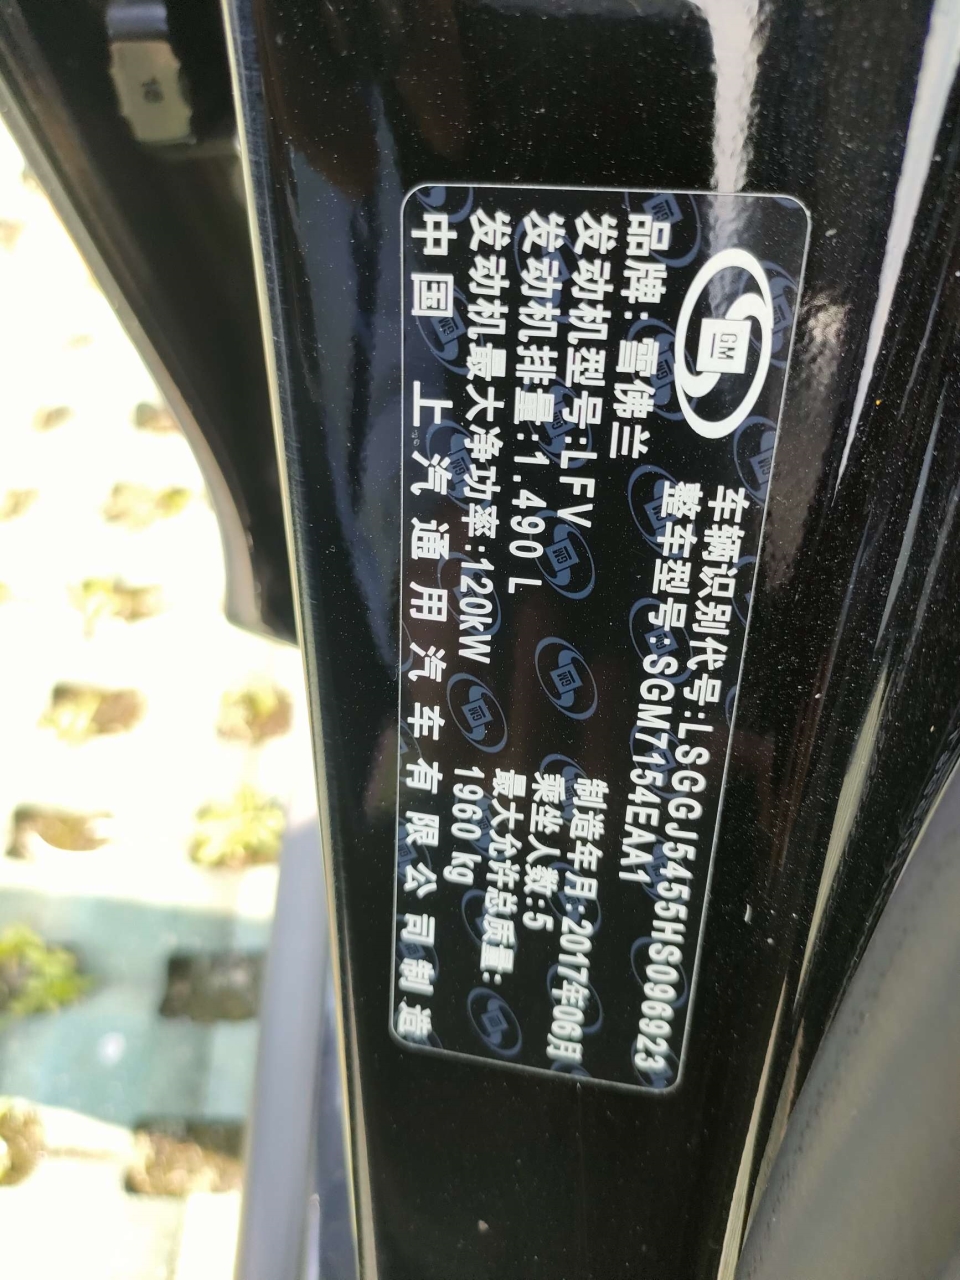 GM
车辆识别代号:LSGGJ5455HS096923
整车型号:SGM7154EAA1
品牌: 雪佛兰
发动机型号:LFV
制造年月:2017年06月
发动机排量:1.490 L
乘坐人数:5
发动机最大净功率:120kW
最大允许总质量:
1960 kg
中国 上汽通用汽车有限公司制造